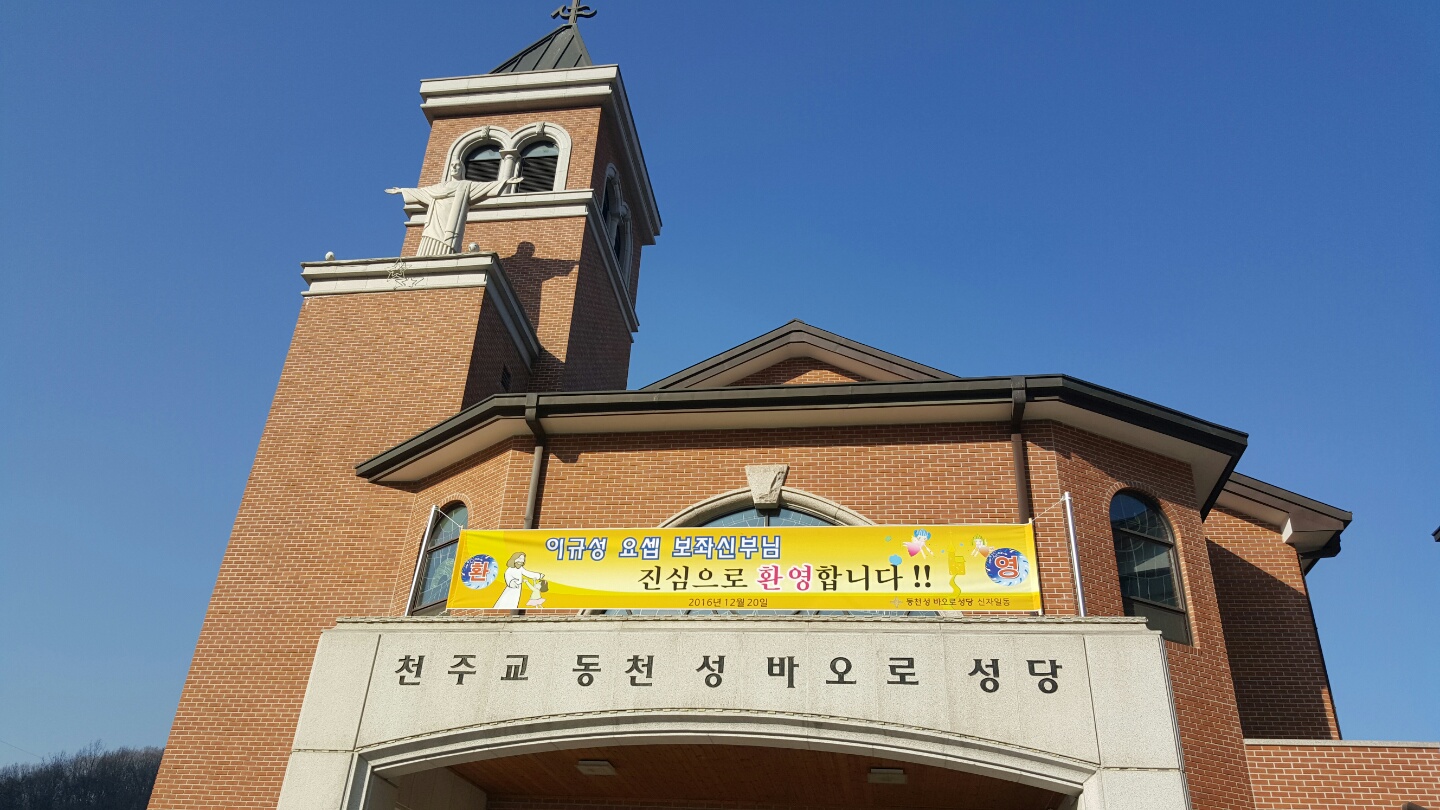 이규성 요셉 보좌신부님
환 진심으로 환영합니다!! 영
2016년 12월 20일
동천성 바오로성당 신자일동
천주교 동천 성 바오로 성당